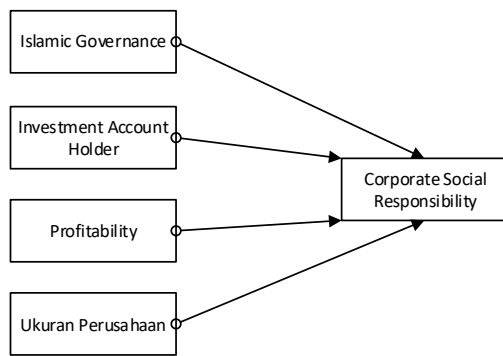 Islamic Governance
Investment Account
Holder
Corporate Social
Responsibility
Profitability
Ukuran Perusahaan